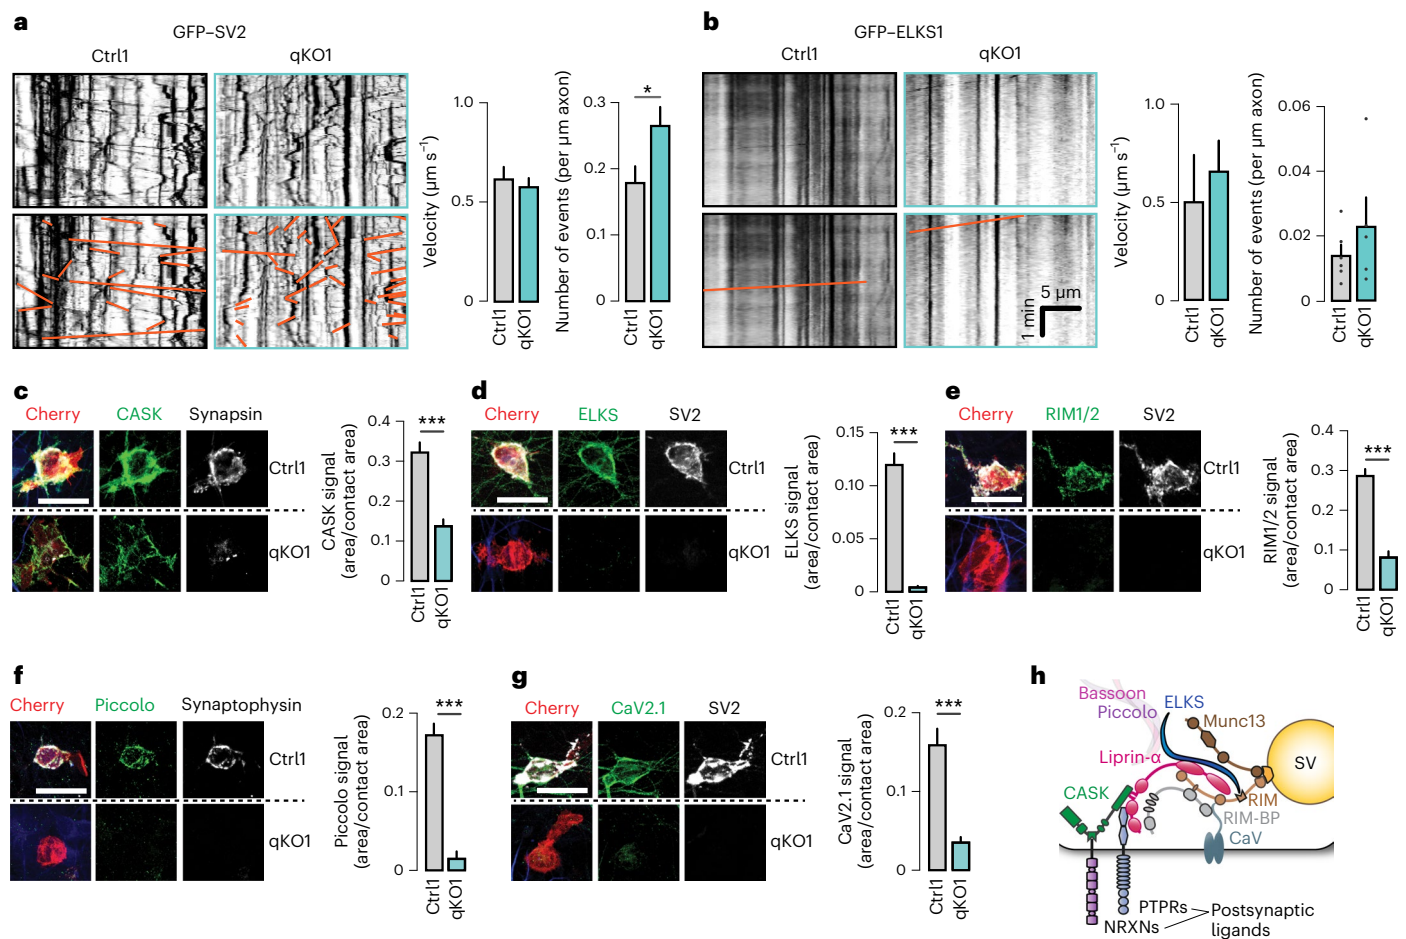 a
GFP–SV2
Ctrl1
qKO1
Velocity (µm s⁻¹)
1.0
0.5
0
Ctrl1
qKO1
Number of events (per µm axon)
0.3
0.2
0.1
0
*
Ctrl1
qKO1
b
GFP–ELKS1
Ctrl1
qKO1
5 µm
1 min
Velocity (µm s⁻¹)
1.0
0.5
0
Ctrl1
qKO1
Number of events (per µm axon)
0.06
0.04
0.02
0
Ctrl1
qKO1
c
Cherry
CASK
Synapsin
Ctrl1
qKO1
CASK signal
(area/contact area)
0.4
0.3
0.2
0.1
0
***
Ctrl1
qKO1
d
Cherry
ELKS
SV2
Ctrl1
qKO1
ELKS signal
(area/contact area)
0.15
0.10
0.05
0
***
Ctrl1
qKO1
e
Cherry
RIM1/2
SV2
Ctrl1
qKO1
RIM1/2 signal
(area/contact area)
0.4
0.3
0.2
0.1
0
***
Ctrl1
qKO1
f
Cherry
Piccolo
Synaptophysin
Ctrl1
qKO1
Piccolo signal
(area/contact area)
0.2
0.1
0
***
Ctrl1
qKO1
g
Cherry
CaV2.1
SV2
Ctrl1
qKO1
CaV2.1 signal
(area/contact area)
0.2
0.1
0
***
Ctrl1
qKO1
h
Bassoon
Piccolo
ELKS
Munc13
Liprin-α
SV
CASK
RIM
RIM-BP
CaV
PTPRs
NRXNs
Postsynaptic
ligands